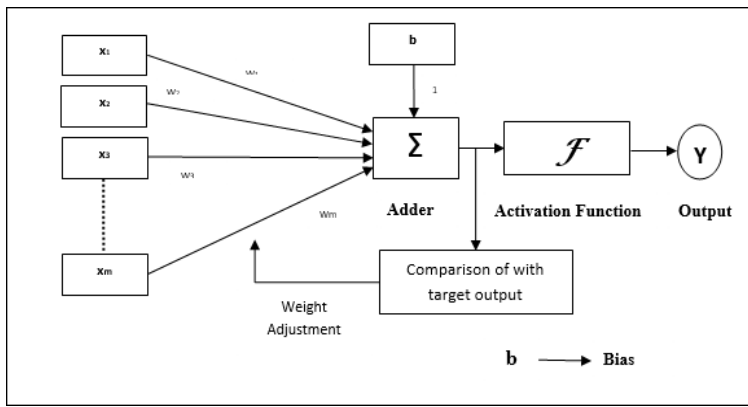 x1
b
W1
x2
W2
1
x3
Σ
ℱ
Y
W3
Adder
Activation Function
Output
Wm
xm
Comparison of with
target output
Weight
Adjustment
b
Bias